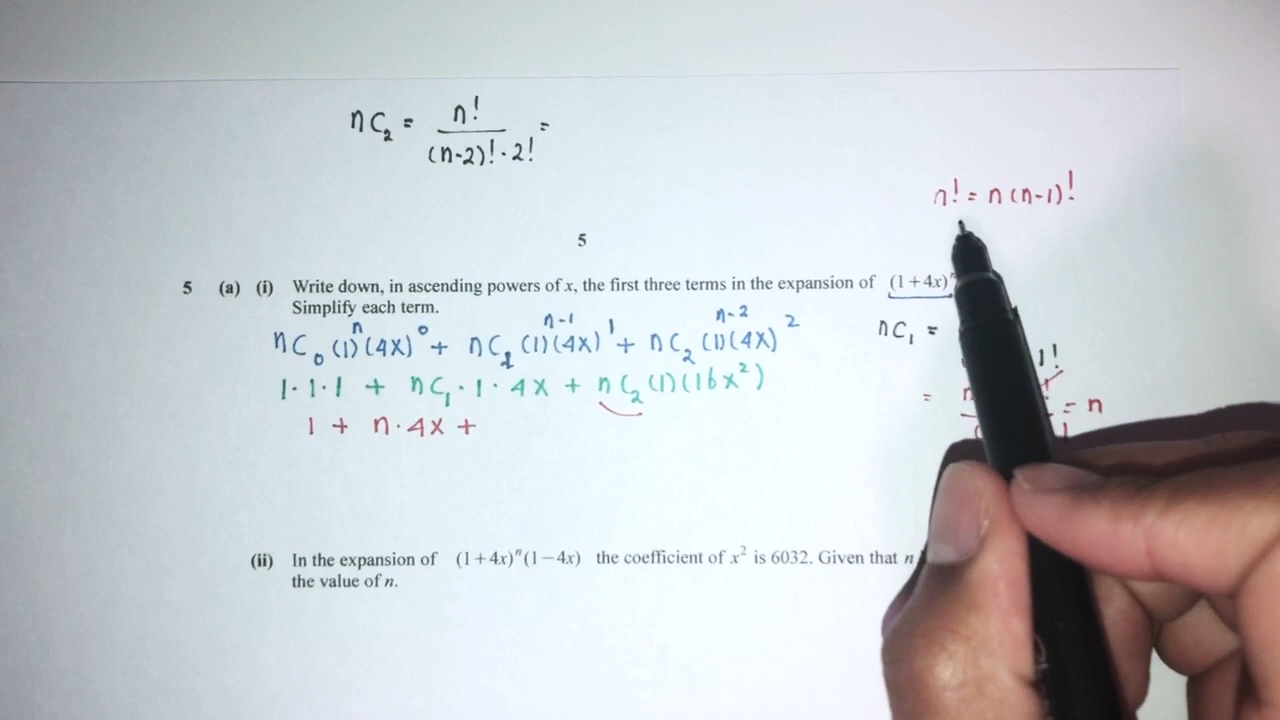 nC₂ = n! / (n-2)!·2! =
n! = n(n-1)!
5
5 (a) (i) Write down, in ascending powers of x, the first three terms in the expansion of (1+4x)ⁿ
Simplify each term.
nC₀(1)ⁿ(4x)⁰ + nC₁(1)ⁿ⁻¹(4x)¹ + nC₂(1)ⁿ⁻²(4x)²
nC₁ =
1·1·1 + nC₁·1·4x + nC₂(1)(16x²)
1!
= = n
1
1 + n·4x +
(ii) In the expansion of (1+4x)ⁿ(1−4x) the coefficient of x² is 6032. Given that n
the value of n.